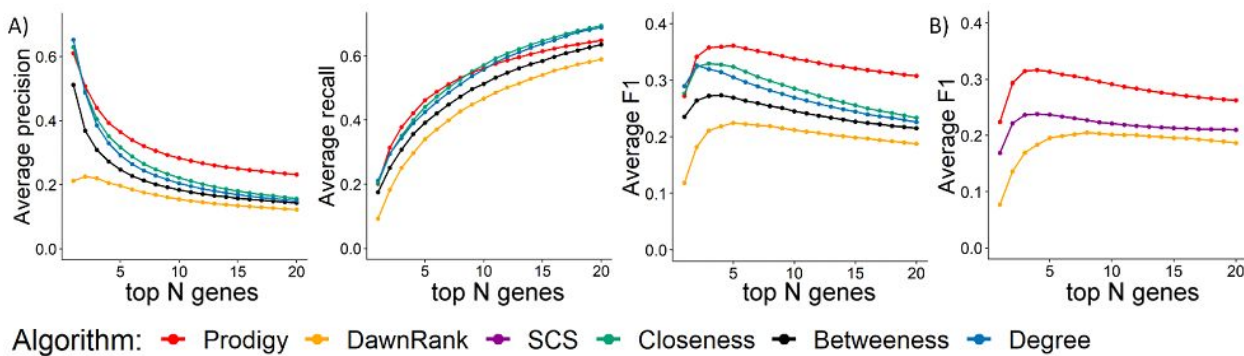 A)
Average precision
0.6
0.4
0.2
0.0
5 10 15 20
top N genes
Average recall
0.6
0.4
0.2
0.0
5 10 15 20
top N genes
Average F1
0.4
0.3
0.2
0.1
0.0
5 10 15 20
top N genes
B)
Average F1
0.4
0.3
0.2
0.1
0.0
5 10 15 20
top N genes
Algorithm: Prodigy DawnRank SCS Closeness Betweeness Degree